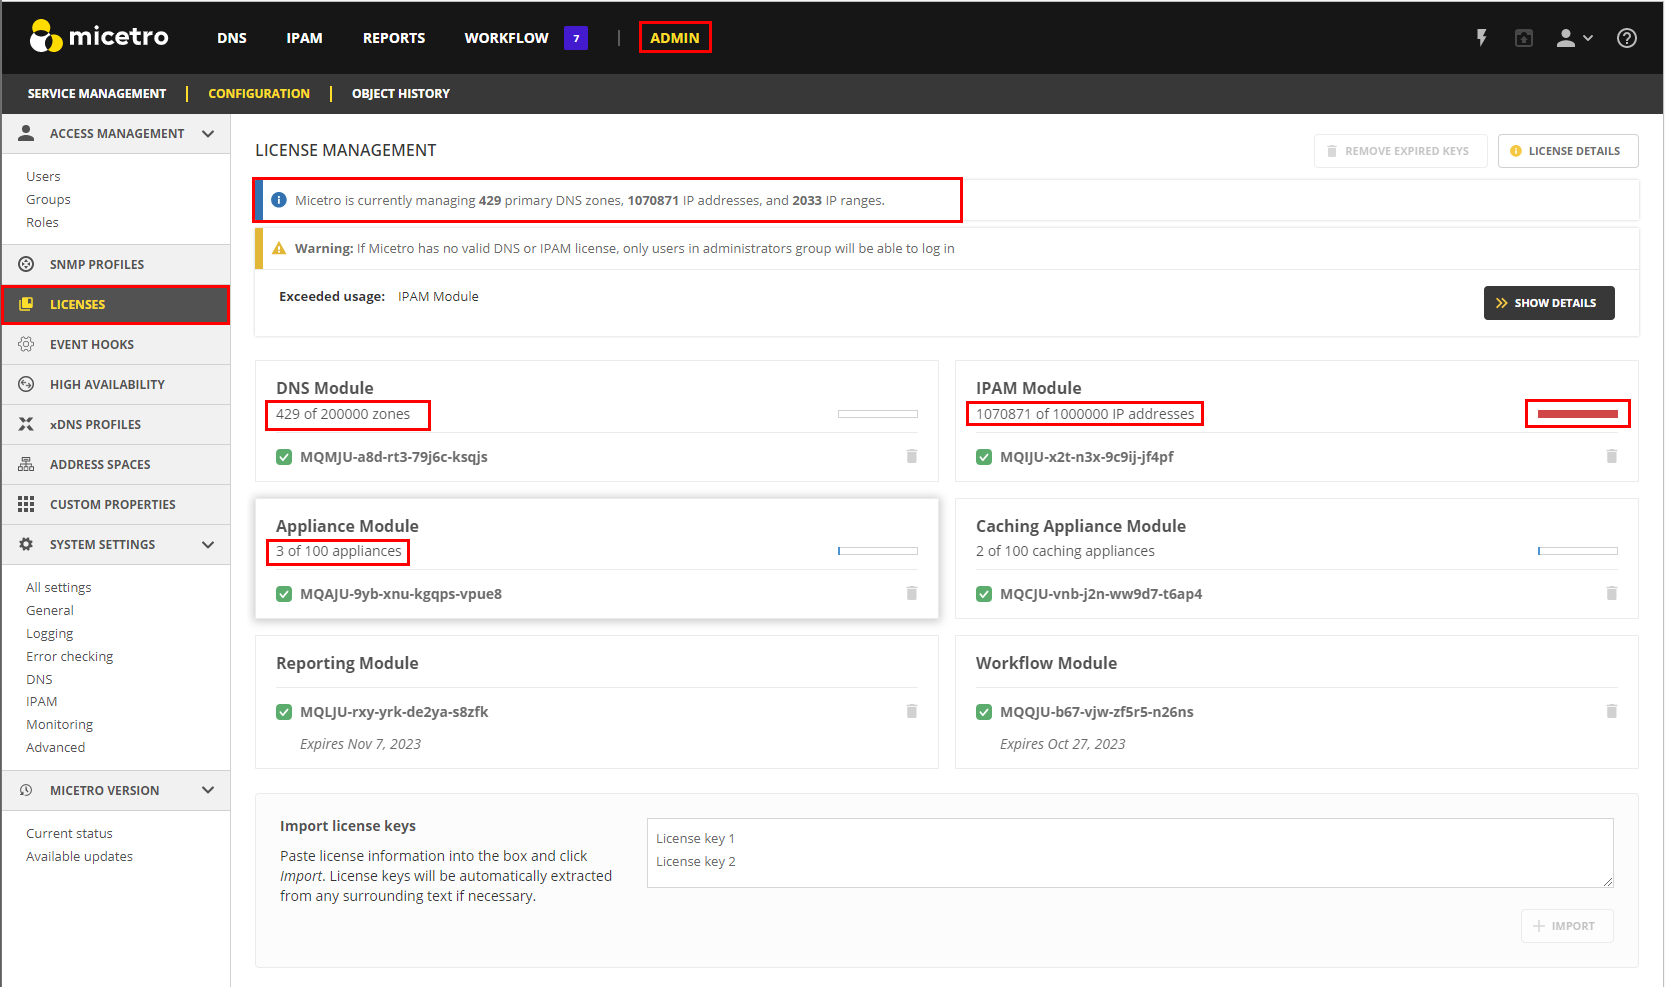 micetro
DNS IPAM REPORTS WORKFLOW 7 | ADMIN
SERVICE MANAGEMENT | CONFIGURATION | OBJECT HISTORY
ACCESS MANAGEMENT
Users
Groups
Roles
SNMP PROFILES
LICENSES
EVENT HOOKS
HIGH AVAILABILITY
xDNS PROFILES
ADDRESS SPACES
CUSTOM PROPERTIES
SYSTEM SETTINGS
All settings
General
Logging
Error checking
DNS
IPAM
Monitoring
Advanced
MICETRO VERSION
Current status
Available updates
LICENSE MANAGEMENT
REMOVE EXPIRED KEYS
LICENSE DETAILS
Micetro is currently managing 429 primary DNS zones, 1070871 IP addresses, and 2033 IP ranges.
Warning: If Micetro has no valid DNS or IPAM license, only users in administrators group will be able to log in
Exceeded usage: IPAM Module
SHOW DETAILS
DNS Module
429 of 200000 zones
MQMJU-a8d-rt3-79j6c-ksqjs
IPAM Module
1070871 of 1000000 IP addresses
MQIJU-x2t-n3x-9c9ij-jf4pf
Appliance Module
3 of 100 appliances
MQAJU-9yb-xnu-kgqps-vpue8
Caching Appliance Module
2 of 100 caching appliances
MQCJU-vnb-j2n-ww9d7-t6ap4
Reporting Module
MQLJU-rxy-yrk-de2ya-s8zfk
Expires Nov 7, 2023
Workflow Module
MQQJU-b67-vjw-zf5r5-n26ns
Expires Oct 27, 2023
Import license keys
Paste license information into the box and click
Import. License keys will be automatically extracted
from any surrounding text if necessary.
License key 1
License key 2
IMPORT